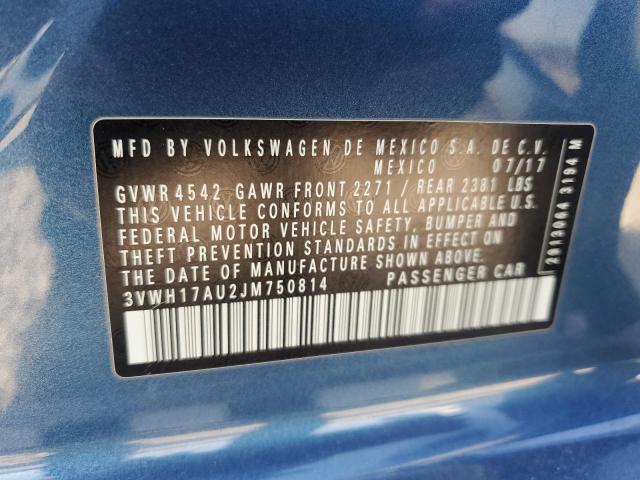 MFD BY VOLKSWAGEN DE MEXICO S.A. DE C.V.
MEXICO 07/17
GVWR 4542 GAWR FRONT 2271 / REAR 2381 LBS
THIS VEHICLE CONFORMS TO ALL APPLICABLE U.S.
FEDERAL MOTOR VEHICLE SAFETY, BUMPER AND
THEFT PREVENTION STANDARDS IN EFFECT ON
THE DATE OF MANUFACTURE SHOWN ABOVE.
3VWH17AU2JM750814 PASSENGER CAR
2013064 3194 M